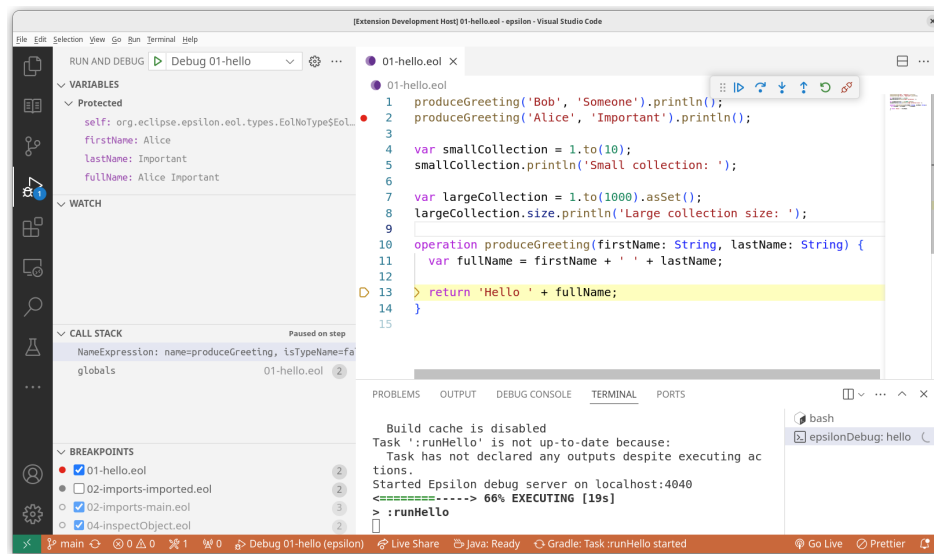 [Extension Development Host] 01-hello.eol - epsilon - Visual Studio Code
File Edit Selection View Go Run Terminal Help
RUN AND DEBUG Debug 01-hello
VARIABLES
Protected
self: org.eclipse.epsilon.eol.types.EolNoType$Eol…
firstName: Alice
lastName: Important
fullName: Alice Important
WATCH
CALL STACK Paused on step
NameExpression: name=produceGreeting, isTypeName=fa
globals 01-hello.eol 2
BREAKPOINTS
01-hello.eol 2
02-imports-imported.eol 2
02-imports-main.eol 3
04-inspectObject.eol 2
1
01-hello.eol
01-hello.eol
1 produceGreeting('Bob', 'Someone').println();
2 produceGreeting('Alice', 'Important').println();
3
4 var smallCollection = 1.to(10);
5 smallCollection.println('Small collection: ');
6
7 var largeCollection = 1.to(1000).asSet();
8 largeCollection.size.println('Large collection size: ');
9
10 operation produceGreeting(firstName: String, lastName: String) {
11 var fullName = firstName + ' ' + lastName;
12
13 return 'Hello ' + fullName;
14 }
15
PROBLEMS OUTPUT DEBUG CONSOLE TERMINAL PORTS
Build cache is disabled
Task ':runHello' is not up-to-date because:
Task has not declared any outputs despite executing ac
tions.
Started Epsilon debug server on localhost:4040
<========-----> 66% EXECUTING [19s]
> :runHello
bash
epsilonDebug: hello
main 0 0 1 0 Debug 01-hello (epsilon) Live Share Java: Ready Gradle: Task :runHello started Go Live Prettier